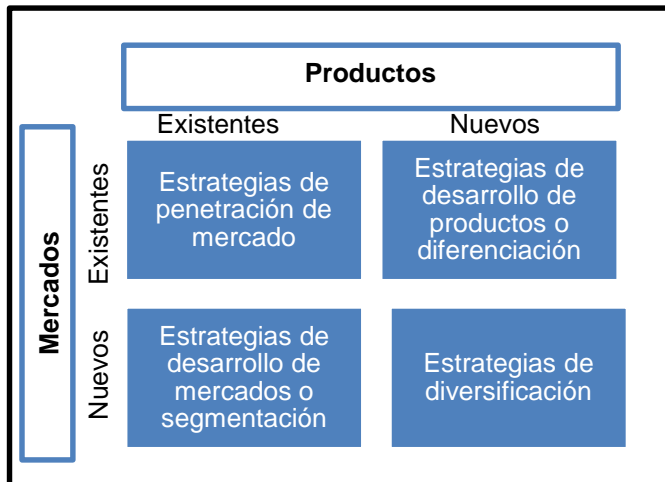 Productos
Existentes
Nuevos
Mercados
Existentes
Estrategias de
penetración de
mercado
Estrategias de
desarrollo de
productos o
diferenciación
Nuevos
Estrategias de
desarrollo de
mercados o
segmentación
Estrategias de
diversificación